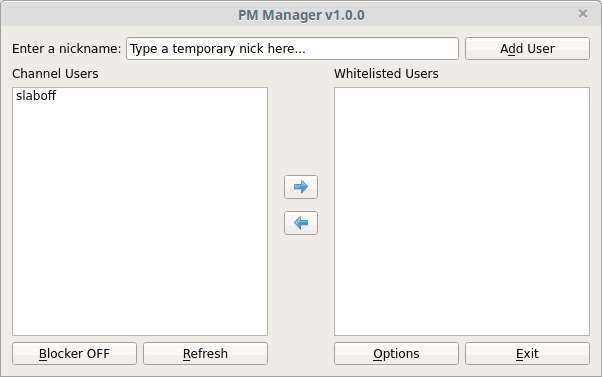 PM Manager v1.0.0
Enter a nickname: Type a temporary nick here... Add User
Channel Users Whitelisted Users
slaboff
Blocker OFF Refresh Options Exit